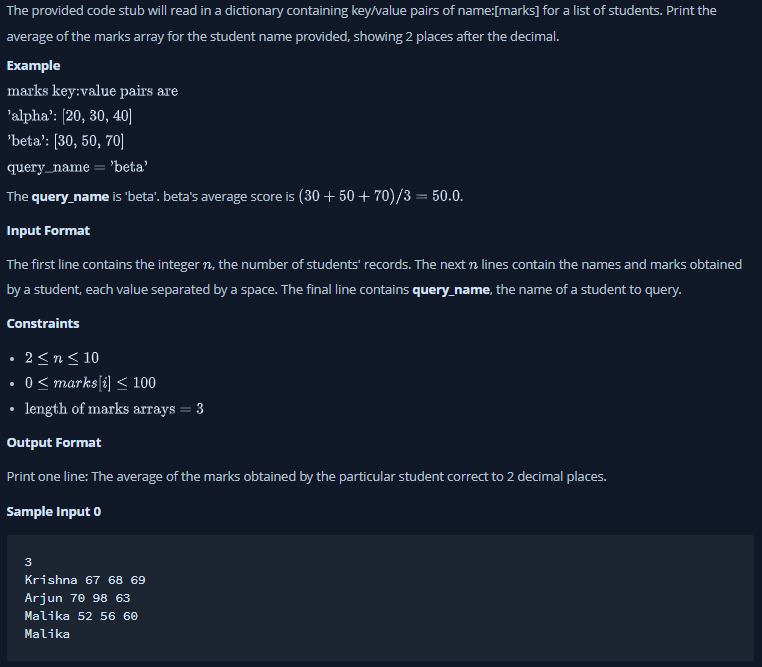 The provided code stub will read in a dictionary containing key/value pairs of name:[marks] for a list of students. Print the
average of the marks array for the student name provided, showing 2 places after the decimal.
Example
marks key:value pairs are
'alpha': [20, 30, 40]
'beta': [30, 50, 70]
query_name = 'beta'
The query_name is 'beta'. beta's average score is (30 + 50 + 70)/3 = 50.0.
Input Format
The first line contains the integer n, the number of students' records. The next n lines contain the names and marks obtained
by a student, each value separated by a space. The final line contains query_name, the name of a student to query.
Constraints
• 2 ≤ n ≤ 10
• 0 ≤ marks[i] ≤ 100
• length of marks arrays = 3
Output Format
Print one line: The average of the marks obtained by the particular student correct to 2 decimal places.
Sample Input 0
3
Krishna 67 68 69
Arjun 70 98 63
Malika 52 56 60
Malika